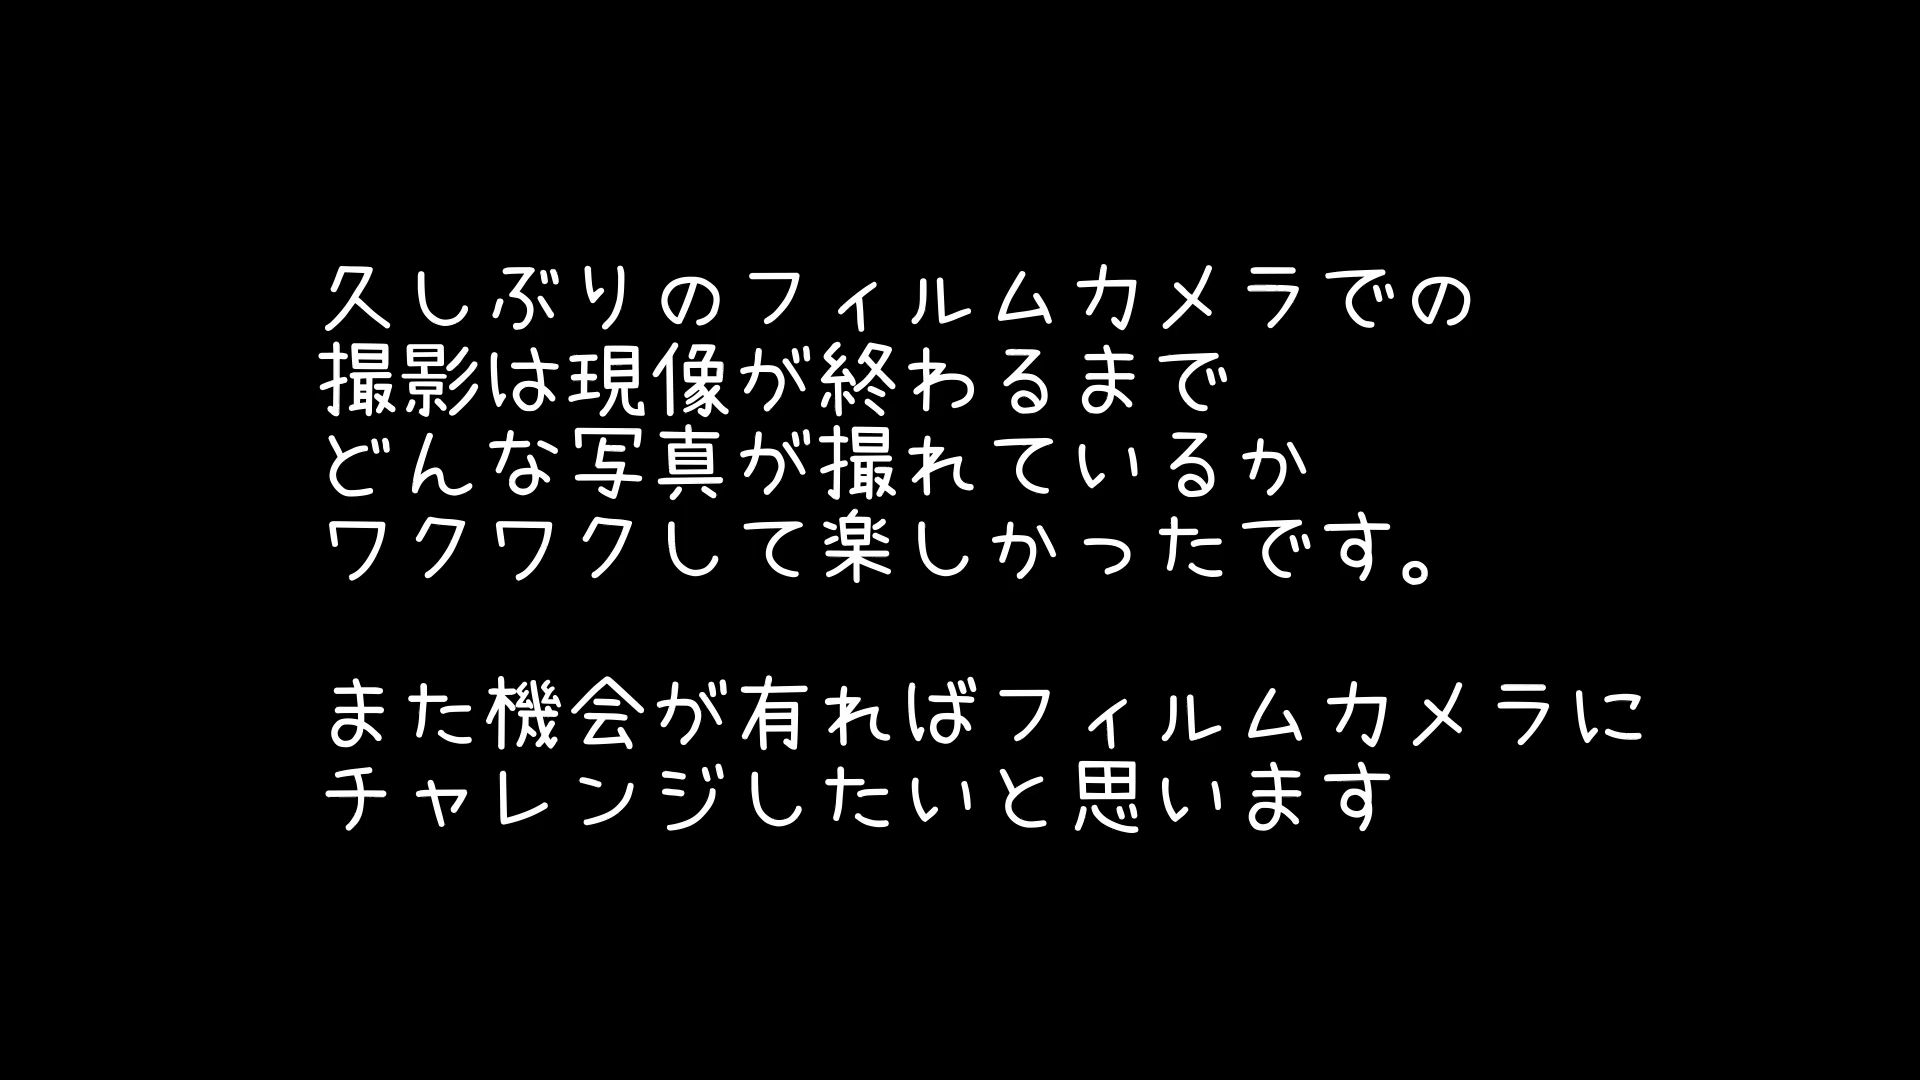 久しぶりのフィルムカメラでの
撮影は現像が終わるまで
どんな写真が撮れているか
ワクワクして楽しかったです。
また機会が有ればフィルムカメラに
チャレンジしたいと思います